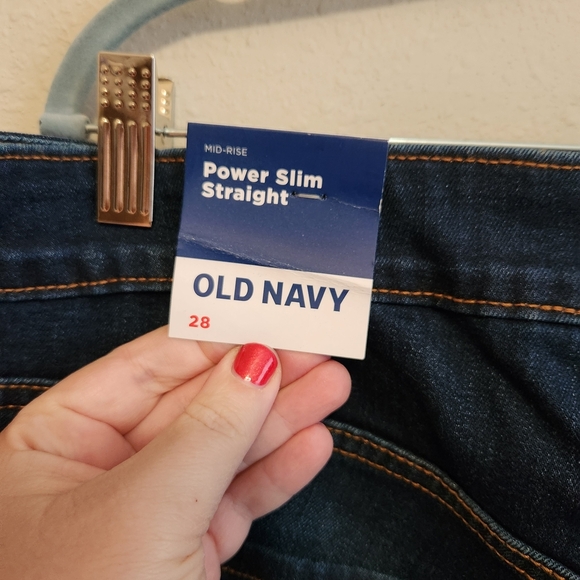 MID-RISE
Power Slim
Straight
OLD NAVY
28